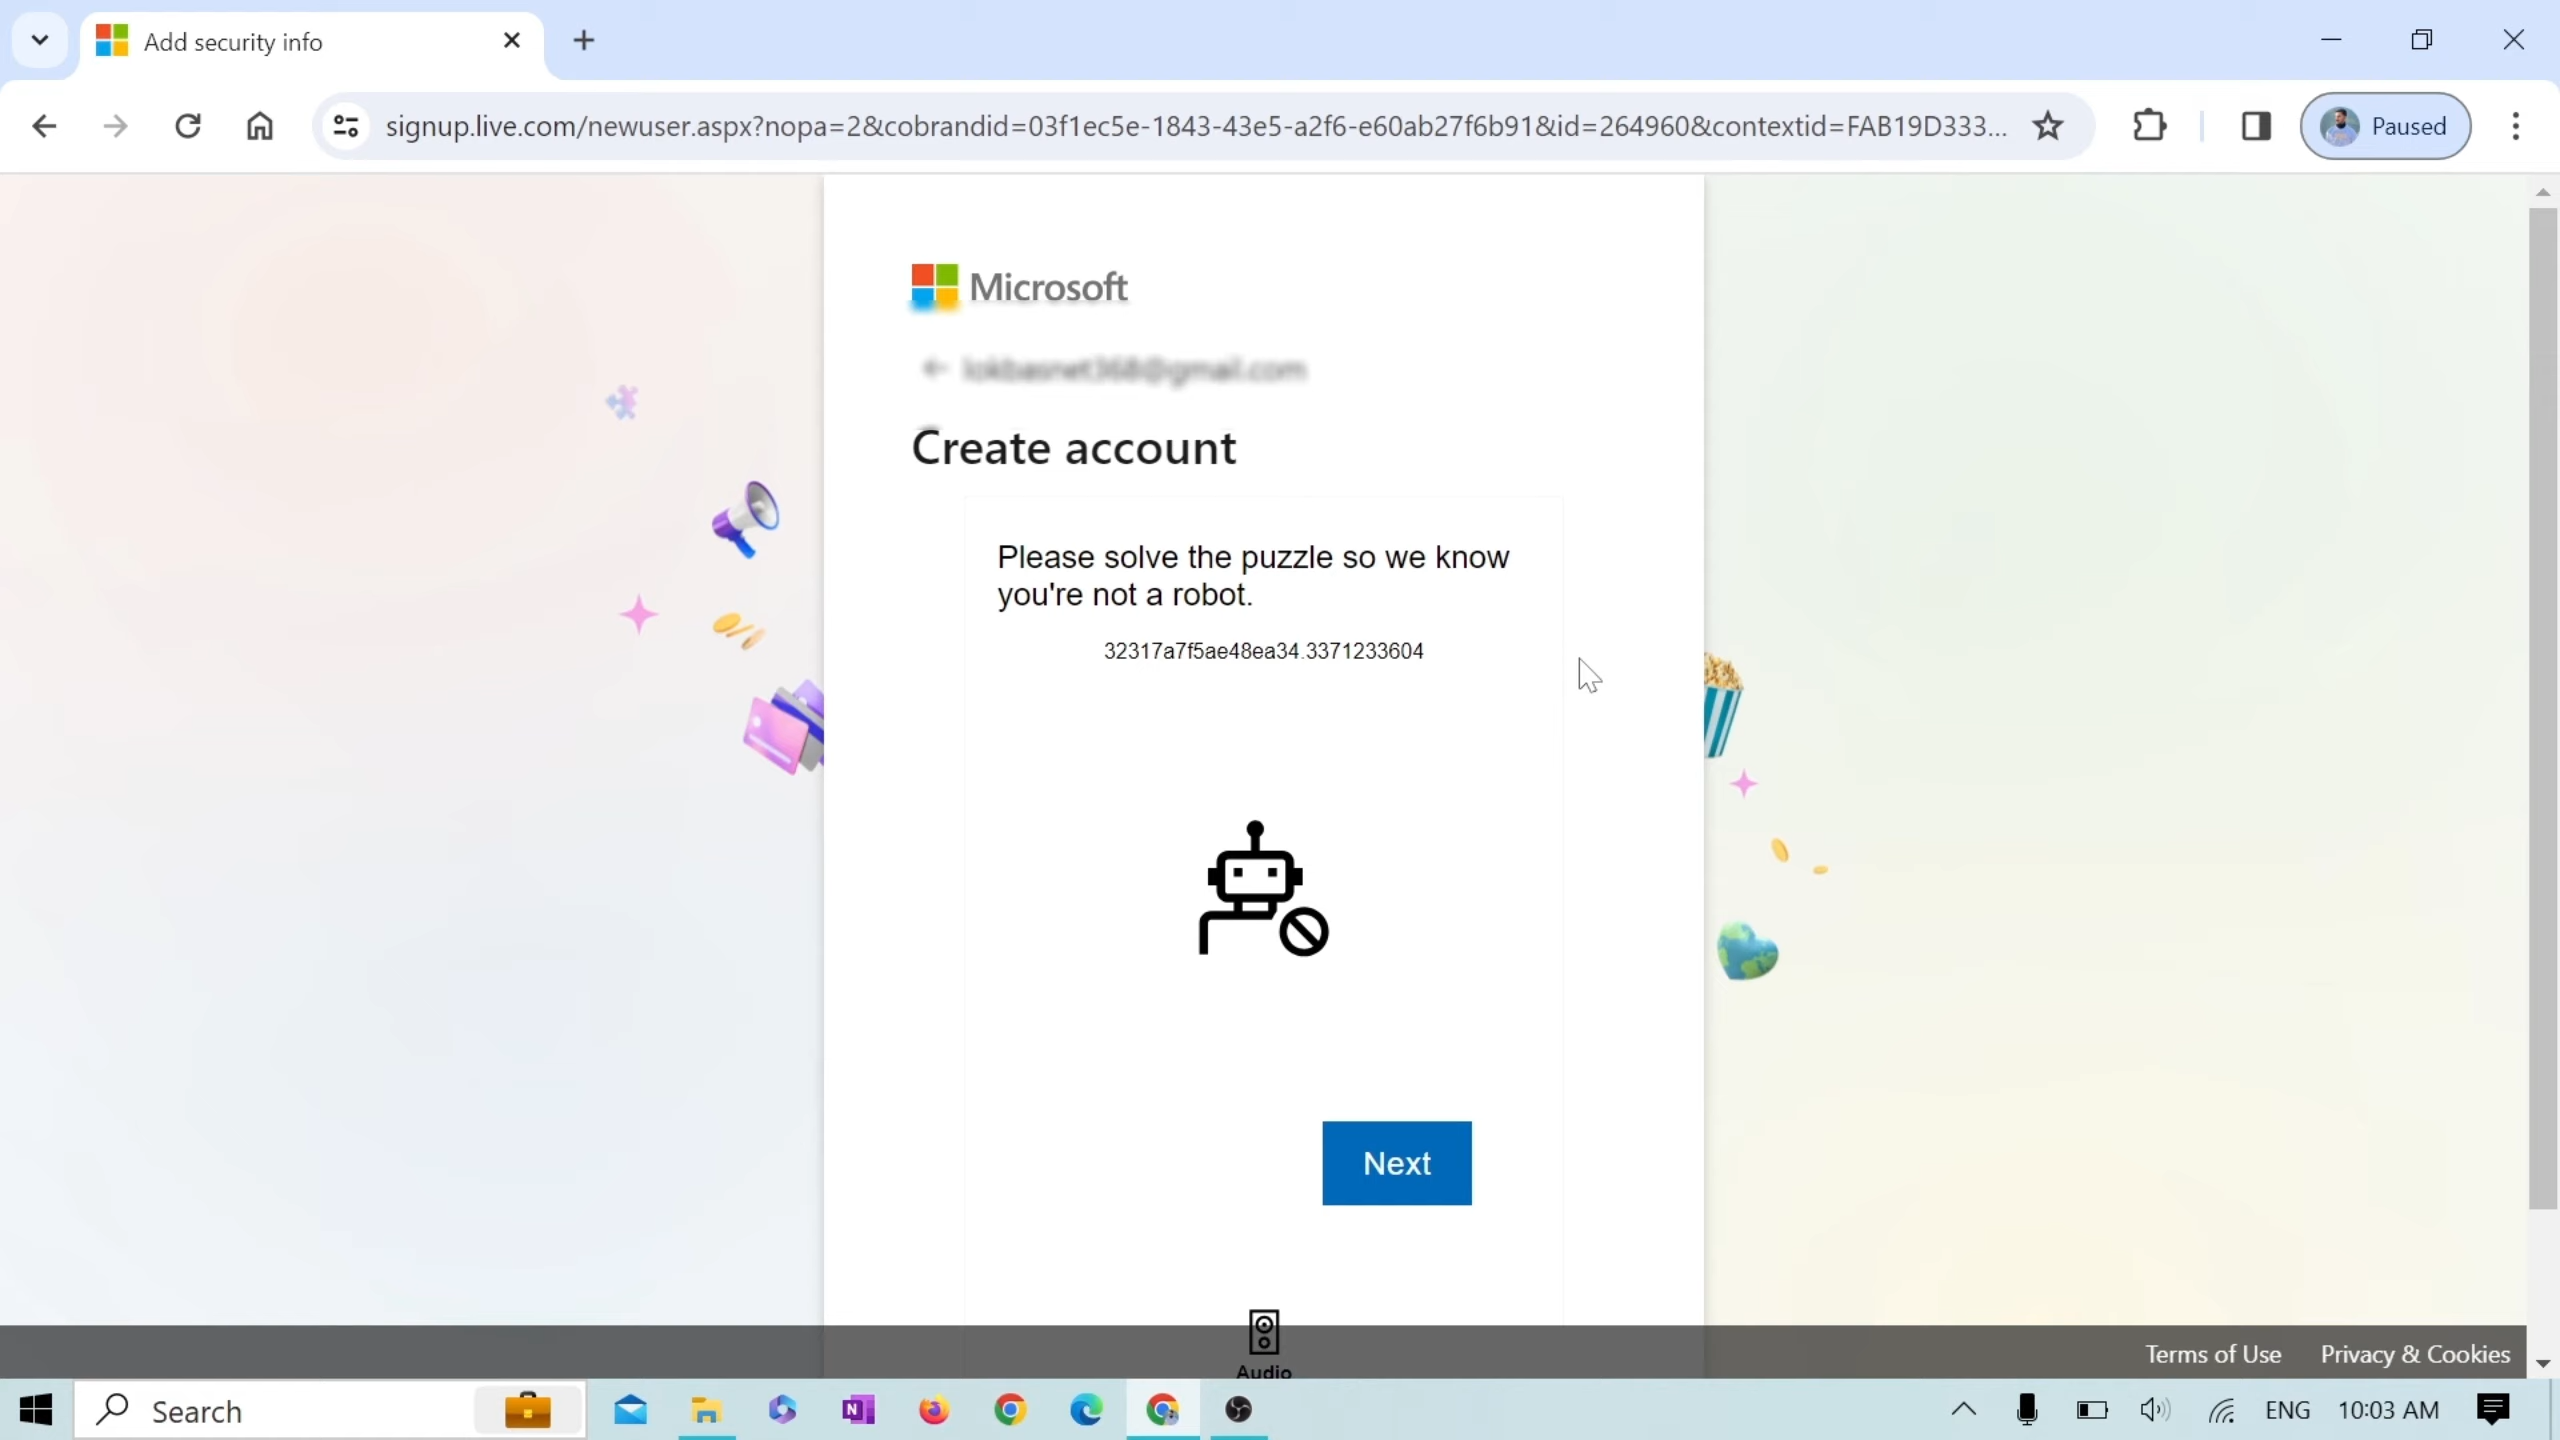 Add security info
signup.live.com/newuser.aspx?nopa=2&cobrandid=03f1ec5e-1843-43e5-a2f6-e60ab27f6b91&id=264960&contextid=FAB19D333...
Paused
Microsoft
Create account
Please solve the puzzle so we know
you're not a robot.
32317a7f5ae48ea34.3371233604
Next
Audio
Terms of Use
Privacy & Cookies
Search
N
ENG
10:03 AM